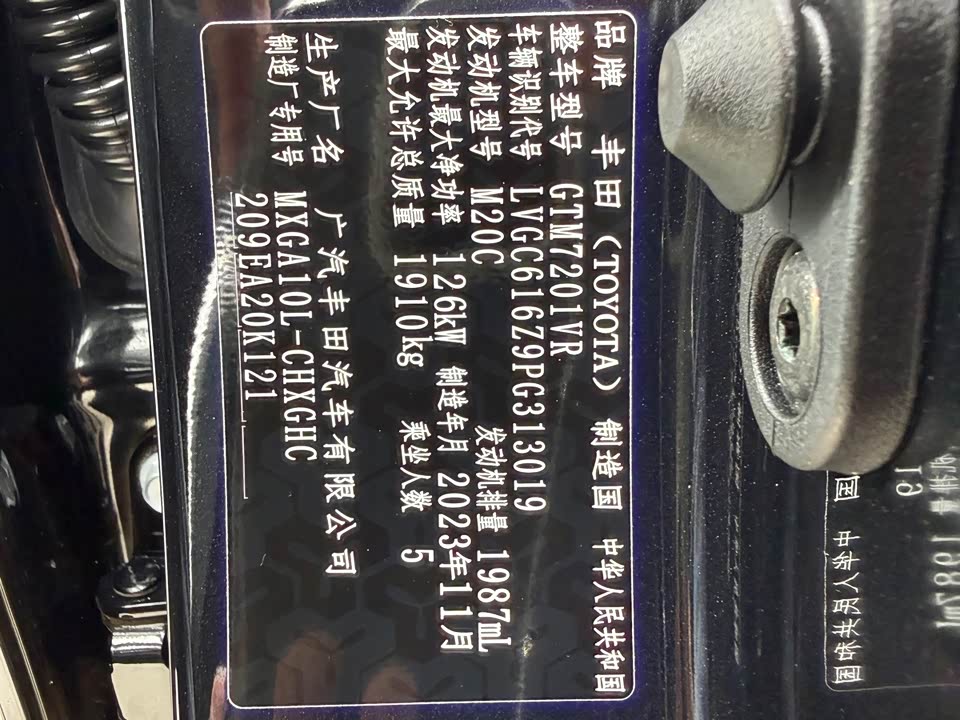 品牌 丰田（TOYOTA） 制造国 中华人民共和国
整车型号 GTM7201VR
车辆识别代号 LVGC616Z9PG313019
发动机型号 M20C 发动机排量 1987mL
发动机最大净功率 126kW 制造年月 2023年11月
最大允许总质量 1910kg 乘坐人数 5
生产厂名 广汽丰田汽车有限公司
制造厂专用号 MXGA10L-CHXGHC
209EA20K121